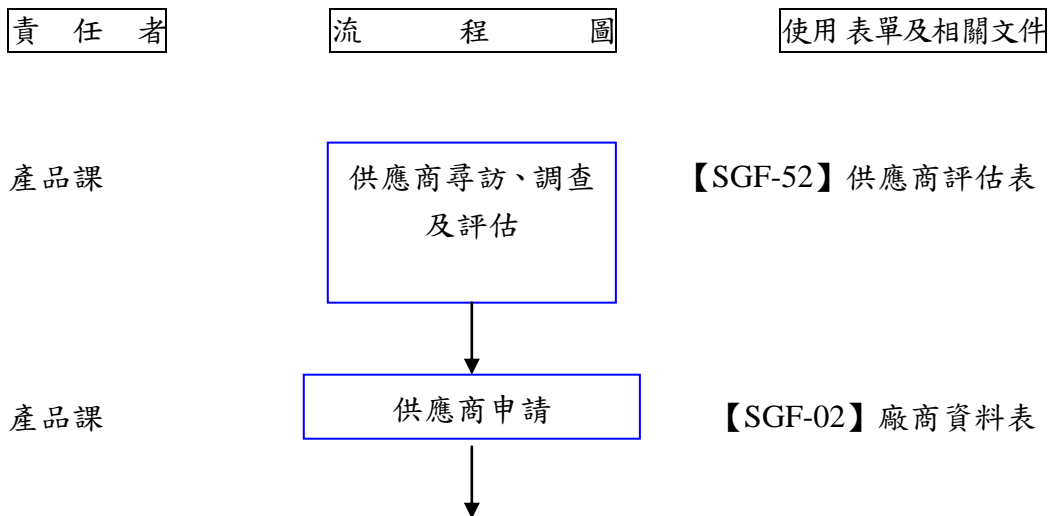 責 任 者 流 程 圖 使用表單及相關文件
產品課 供應商尋訪、調查 【SGF-52】供應商評估表
及評估
產品課 供應商申請 【SGF-02】廠商資料表